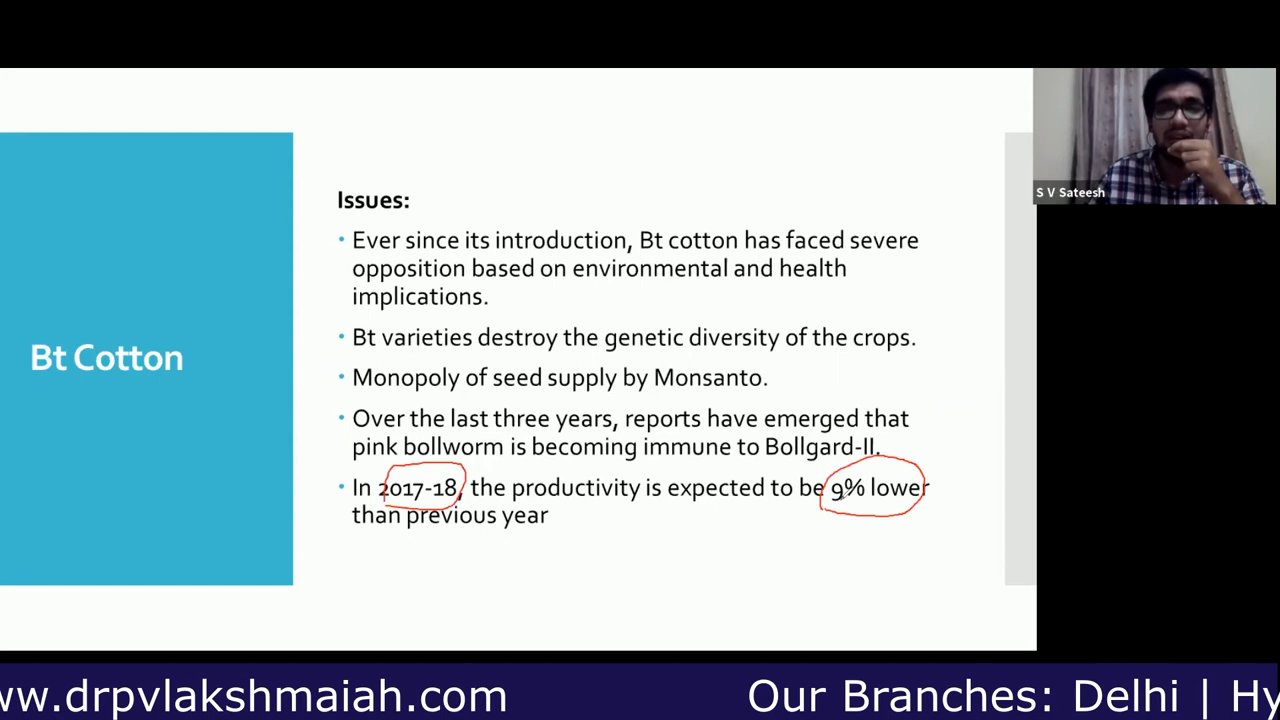 S V Sateesh
Bt Cotton
Issues:
• Ever since its introduction, Bt cotton has faced severe
opposition based on environmental and health
implications.
• Bt varieties destroy the genetic diversity of the crops.
• Monopoly of seed supply by Monsanto.
• Over the last three years, reports have emerged that
pink bollworm is becoming immune to Bollgard-II.
• In 2017-18, the productivity is expected to be 9% lower
than previous year
w.drpvlakshmaiah.com
Our Branches: Delhi | Hy